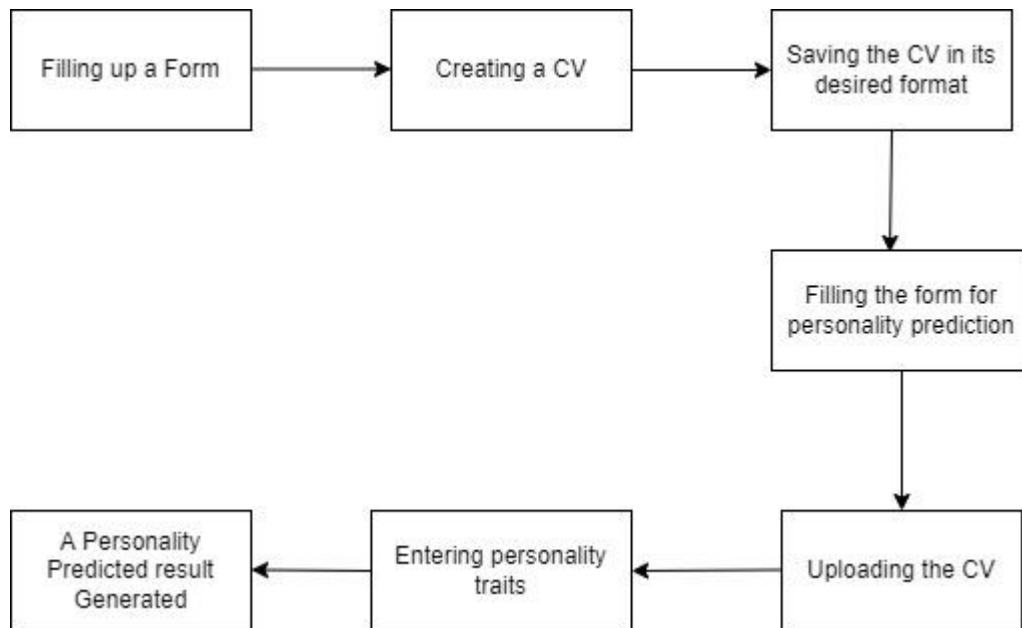 Filling up a Form
Creating a CV
Saving the CV in its
desired format
Filling the form for
personality prediction
Uploading the CV
Entering personality
traits
A Personality
Predicted result
Generated